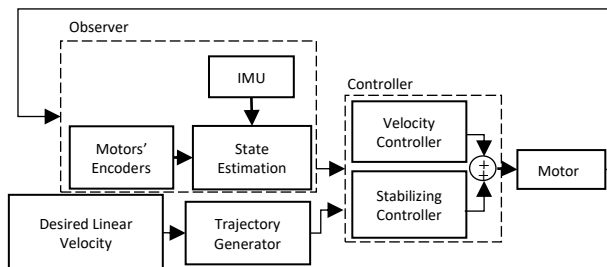 Observer
IMU
Motors'
Encoders
State
Estimation
Desired Linear
Velocity
Trajectory
Generator
Controller
Velocity
Controller
Stabilizing
Controller
+
+
Motor